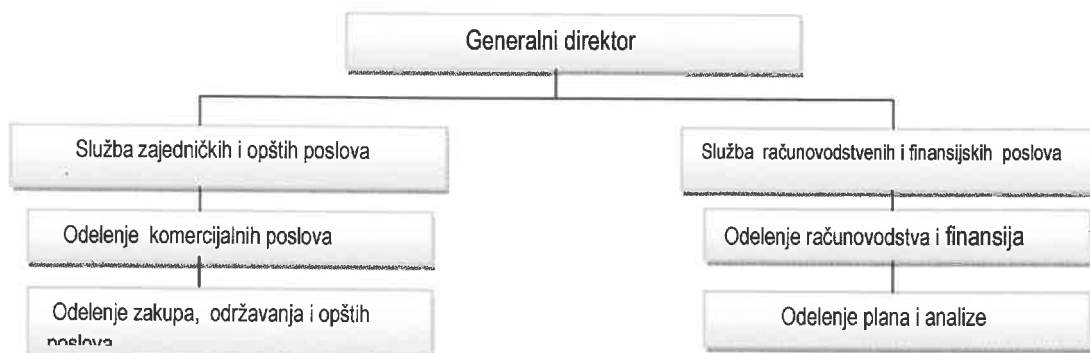 Generalni direktor
Služba zajedničkih i opštih poslova
Služba računovodstvenih i finansijskih poslova
Odelenje komercijalnih poslova
Odelenje računovodstva i finansija
Odelenje zakupa, održavanja i opštih
poslova
Odelenje plana i analize